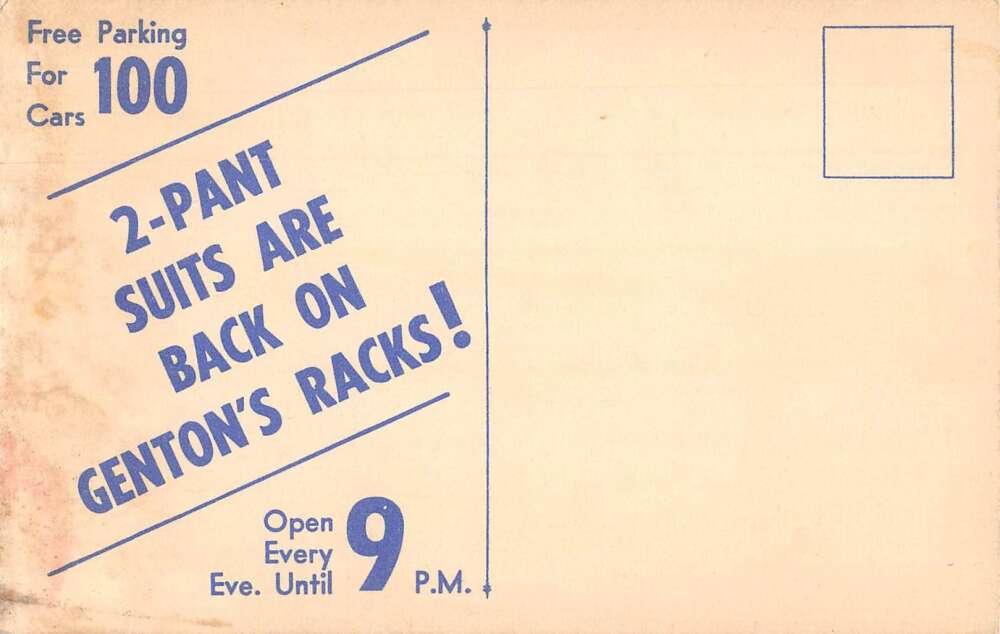 Free Parking
For 100
Cars
2-PANT
SUITS ARE
BACK ON
GENTON'S RACKS!
Open
Every
Eve. Until 9 P.M.